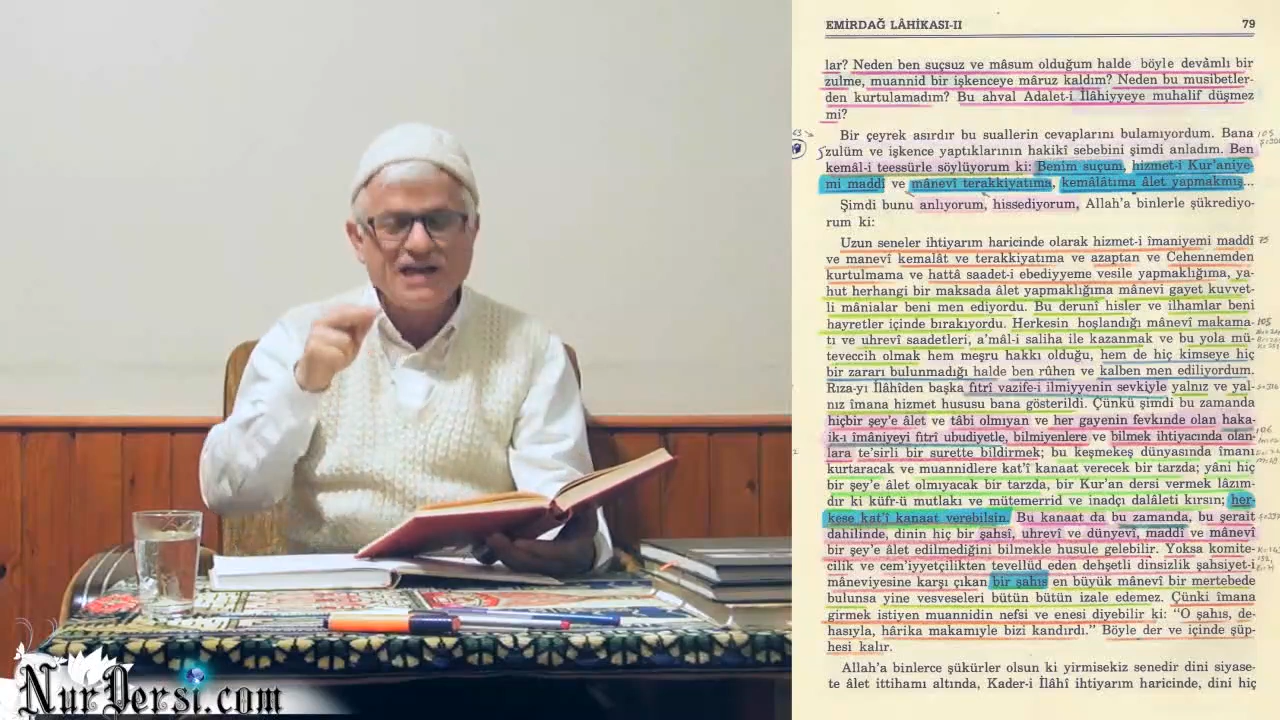 EMİRDAĞ LÂHİKASI-II 79
lar? Neden ben suçsuz ve mâsum olduğum halde böyle devâmlı bir
zulme, muannid bir işkenceye mâruz kaldım? Neden bu musibetler-
den kurtulamadım? Bu ahval Adalet-i İlâhiyyeye muhalif düşmez
mi?
Bir çeyrek asırdır bu suallerin cevaplarını bulamıyordum. Bana
zulüm ve işkence yaptıklarının hakikî sebebini şimdi anladım. Ben
kemâl-i teessürle söylüyorum ki: Benim suçum, hizmet-i Kur'aniye-
mi maddî ve mânevî terakkiyatıma, kemâlâtıma âlet yapmakmış...
Şimdi bunu anlıyorum, hissediyorum, Allah'a binlerle şükrediyo-
rum ki:
Uzun seneler ihtiyarım haricinde olarak hizmet-i îmaniyemi maddî
ve manevî kemalât ve terakkiyatıma ve azaptan ve Cehennemden
kurtulmama ve hattâ saadet-i ebediyyeme vesile yapmaklığıma, ya-
hut herhangi bir maksada âlet yapmaklığıma mânevi gayet kuvvet-
li mânialar beni men ediyordu. Bu derunî hisler ve ilhamlar beni
hayretler içinde bırakıyordu. Herkesin hoşlandığı mânevî makama-
tı ve uhrevî saadetleri, a'mâl-i saliha ile kazanmak ve bu yola mü-
teveccih olmak hem meşru hakkı olduğu, hem de hiç kimseye hiç
bir zararı bulunmadığı halde ben rûhen ve kalben men ediliyordum.
Rıza-yı İlâhîden başka fıtrî vazife-i ilmiyyenin sevkiyle yalnız ve yal-
nız îmana hizmet hususu bana gösterildi. Çünkü şimdi bu zamanda
hiçbir şey'e âlet ve tâbi olmıyan ve her gayenin fevkınde olan haka-
ik-ı îmâniyeyi fıtrî ubudiyetle, bilmiyenlere ve bilmek ihtiyacında olan-
lara te'sirli bir surette bildirmek; bu keşmekeş dünyasında îmanı
kurtaracak ve muannidlere kat'î kanaat verecek bir tarzda; yâni hiç
bir şey'e âlet olmıyacak bir tarzda, bir Kur'an dersi vermek lâzım-
dır ki küfr-ü mutlakı ve mütemerrid ve inadçı dalâleti kırsın; her-
kese kat'î kanaat verebilsin. Bu kanaat da bu zamanda, bu şerait
dahilinde, dinin hiç bir şahsî, uhrevî ve dünyevî, maddî ve mânevî
bir şey'e âlet edilmediğini bilmekle husule gelebilir. Yoksa komite-
cilik ve cem'iyyetçilikten tevellüd eden dehşetli dinsizlik şahsiyet-i
mâneviyesine karşı çıkan bir şahıs en büyük mânevî bir mertebede
bulunsa yine vesveseleri bütün bütün izale edemez. Çünki îmana
girmek istiyen muannidin nefsi ve enesi diyebilir ki: "O şahıs, de-
hasıyla, hârika makamıyle bizi kandırdı." Böyle der ve içinde şüp-
hesi kalır.
Allah'a binlerce şükürler olsun ki yirmisekiz senedir dini siyase-
te âlet ittihamı altında, Kader-i İlâhî ihtiyarım haricinde, dini hiç
NurDersi.com